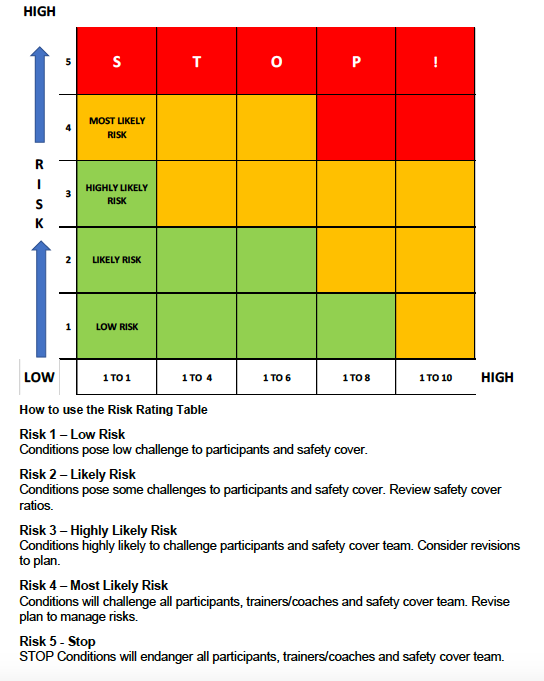 HIGH
5 S T O P !
4 MOST LIKELY
RISK
R
I
S
K
3 HIGHLY LIKELY
RISK
2 LIKELY RISK
1 LOW RISK
LOW 1 TO 1 1 TO 4 1 TO 6 1 TO 8 1 TO 10 HIGH
How to use the Risk Rating Table
Risk 1 – Low Risk
Conditions pose low challenge to participants and safety cover.
Risk 2 – Likely Risk
Conditions pose some challenges to participants and safety cover. Review safety cover
ratios.
Risk 3 – Highly Likely Risk
Conditions highly likely to challenge participants and safety cover team. Consider revisions
to plan.
Risk 4 – Most Likely Risk
Conditions will challenge all participants, trainers/coaches and safety cover team. Revise
plan to manage risks.
Risk 5 - Stop
STOP Conditions will endanger all participants, trainers/coaches and safety cover team.